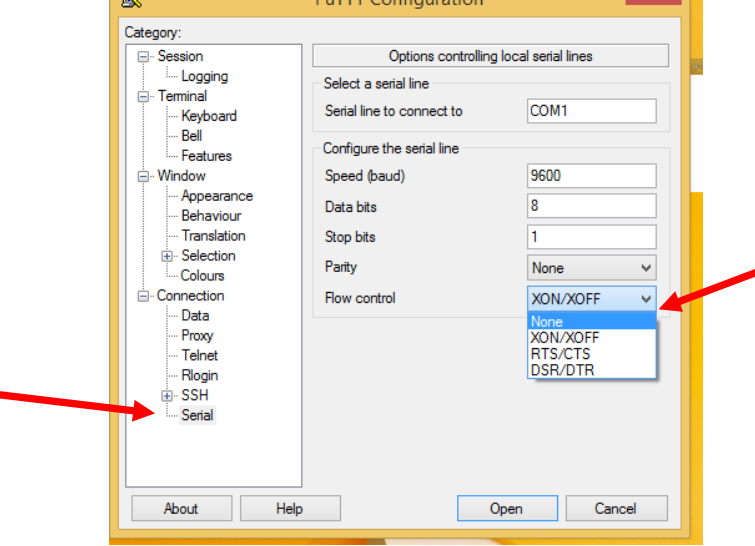 PuTTY Configuration
Category:
Session
Logging
Terminal
Keyboard
Bell
Features
Window
Appearance
Behaviour
Translation
Selection
Colours
Connection
Data
Proxy
Telnet
Rlogin
SSH
Serial
Options controlling local serial lines
Select a serial line
Serial line to connect to COM1
Configure the serial line
Speed (baud) 9600
Data bits 8
Stop bits 1
Parity None
Flow control XON/XOFF
None
XON/XOFF
RTS/CTS
DSR/DTR
About Help Open Cancel